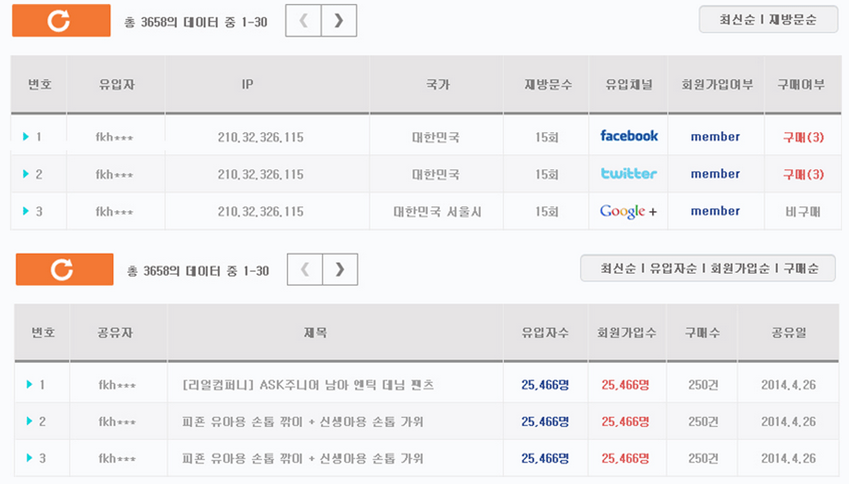 총 3658의 데이터 중 1-30
최신순 | 재방문순
번호 유입자 IP 국가 재방문수 유입채널 회원가입여부 구매여부
1 fkh*** 210.32.326.115 대한민국 15회 facebook member 구매(3)
2 fkh*** 210.32.326.115 대한민국 15회 twitter member 구매(3)
3 fkh*** 210.32.326.115 대한민국 서울시 15회 Google + member 비구매
총 3658의 데이터 중 1-30
최신순 | 유입자순 | 회원가입순 | 구매순
번호 공유자 제목 유입자수 회원가입수 구매수 공유일
1 fkh*** [리얼컴퍼니] ASK주니어 남아 엔틱 데님 팬츠 25,466명 25,466명 250건 2014.4.26
2 fkh*** 피죤 유아용 손톱 깎이 + 신생아용 손톱 가위 25,466명 25,466명 250건 2014.4.26
3 fkh*** 피죤 유아용 손톱 깎이 + 신생아용 손톱 가위 25,466명 25,466명 250건 2014.4.26